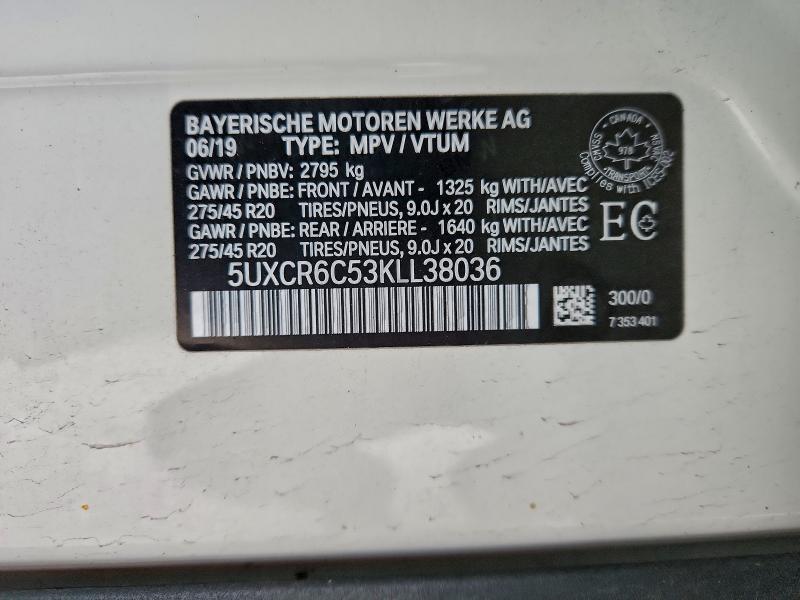 BAYERISCHE MOTOREN WERKE AG
06/19 TYPE: MPV / VTUM
GVWR / PNBV: 2795 kg
GAWR / PNBE: FRONT / AVANT - 1325 kg WITH/AVEC
275/45 R20 TIRES/PNEUS, 9.0J x 20 RIMS/JANTES
GAWR / PNBE: REAR / ARRIERE - 1640 kg WITH/AVEC
275/45 R20 TIRES/PNEUS, 9.0J x 20 RIMS/JANTES
5UXCR6C53KLL38036
CANADA
978
TRANSPORT
EC
300/0
7 353 401